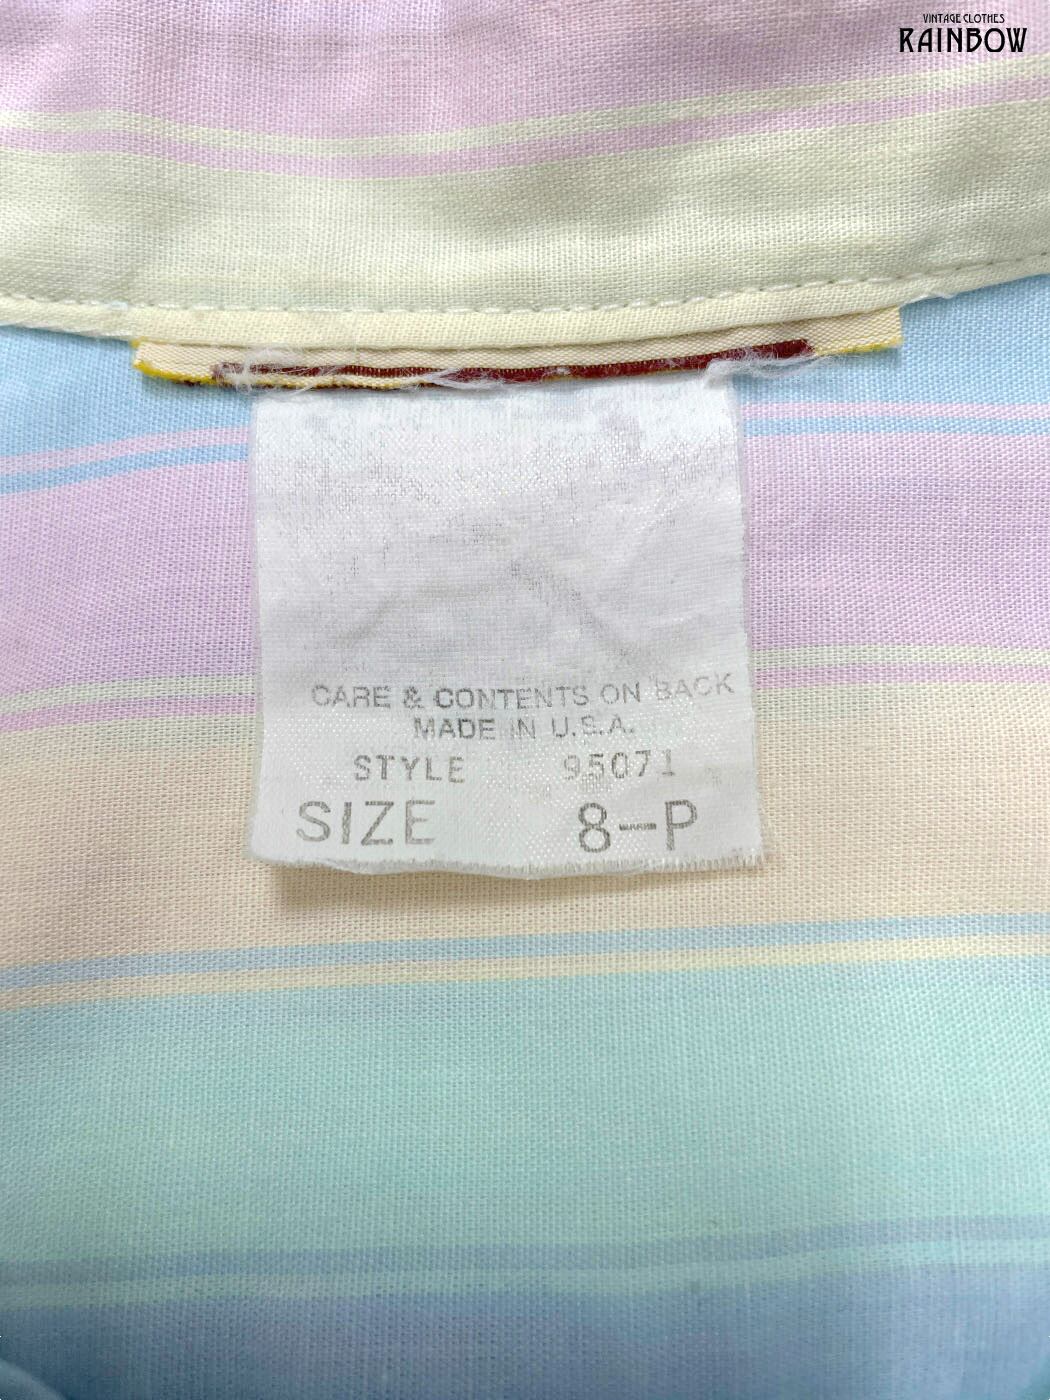 VINTAGE CLOTHES
RAINBOW
CARE & CONTENTS ON BACK
MADE IN U.S.A.
STYLE 95071
SIZE 8-P